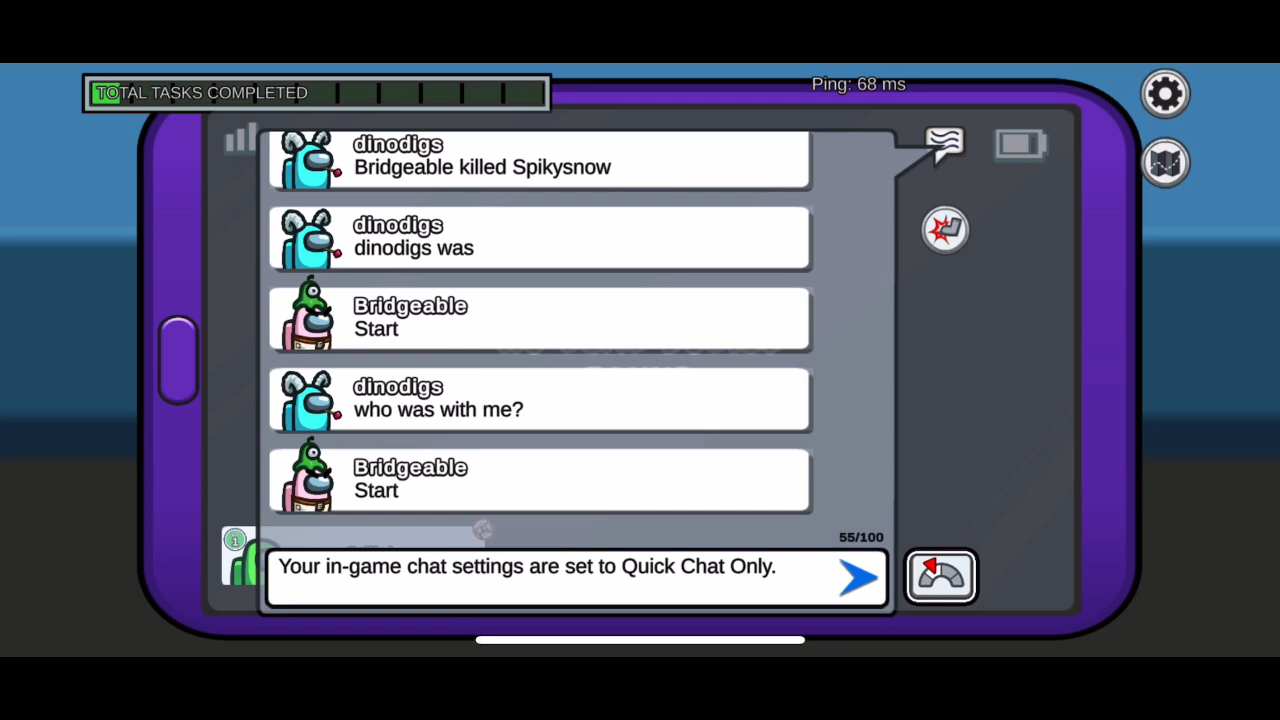 TOTAL TASKS COMPLETED
Ping: 68 ms
dinodigs
Bridgeable killed Spikysnow
dinodigs
dinodigs was
Bridgeable
Start
dinodigs
who was with me?
Bridgeable
Start
1
55/100
Your in-game chat settings are set to Quick Chat Only.